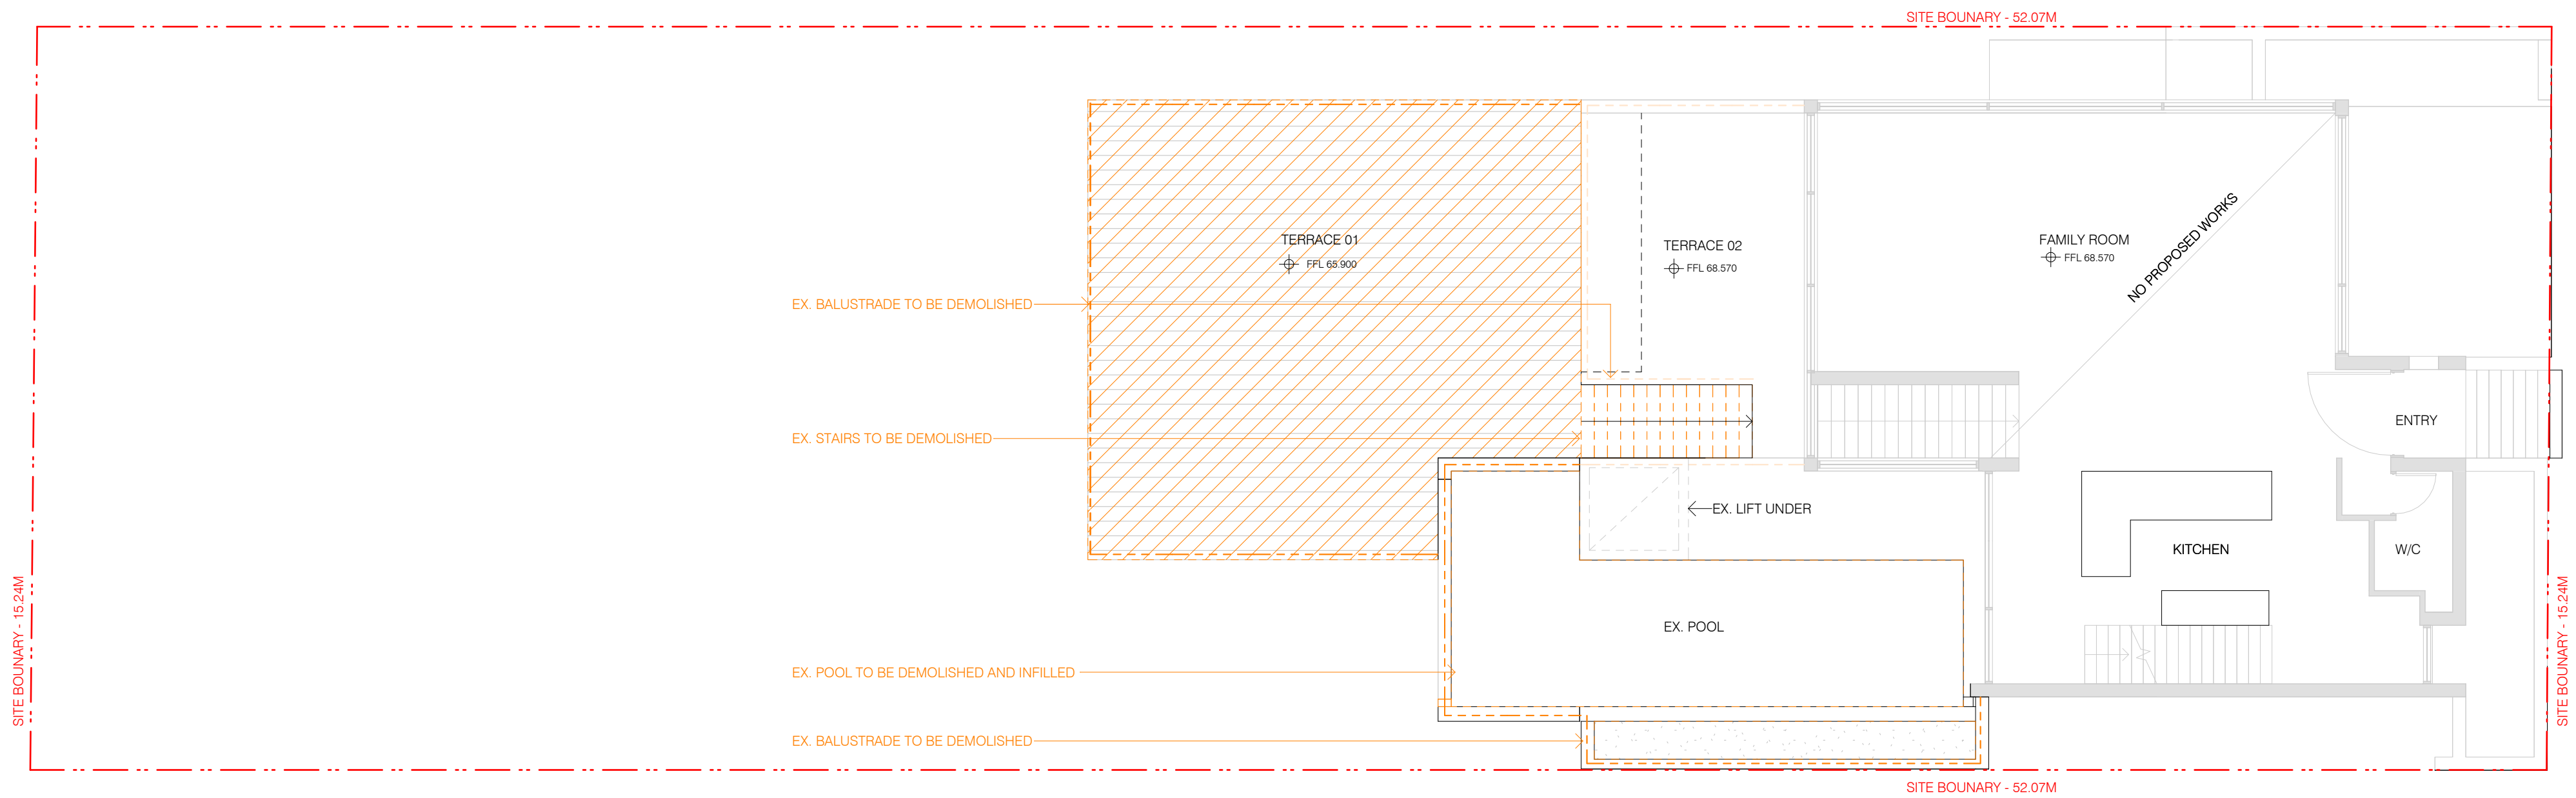 SITE BOUNARY - 52.07M
TERRACE 01
FFL 65.900
TERRACE 02
FFL 68.570
FAMILY ROOM
FFL 68.570
NO PROPOSED WORKS
EX. BALUSTRADE TO BE DEMOLISHED
EX. STAIRS TO BE DEMOLISHED
ENTRY
EX. LIFT UNDER
KITCHEN
W/C
EX. POOL
EX. POOL TO BE DEMOLISHED AND INFILLED
EX. BALUSTRADE TO BE DEMOLISHED
SITE BOUNARY - 15.24M
SITE BOUNARY - 15.24M
SITE BOUNARY - 52.07M